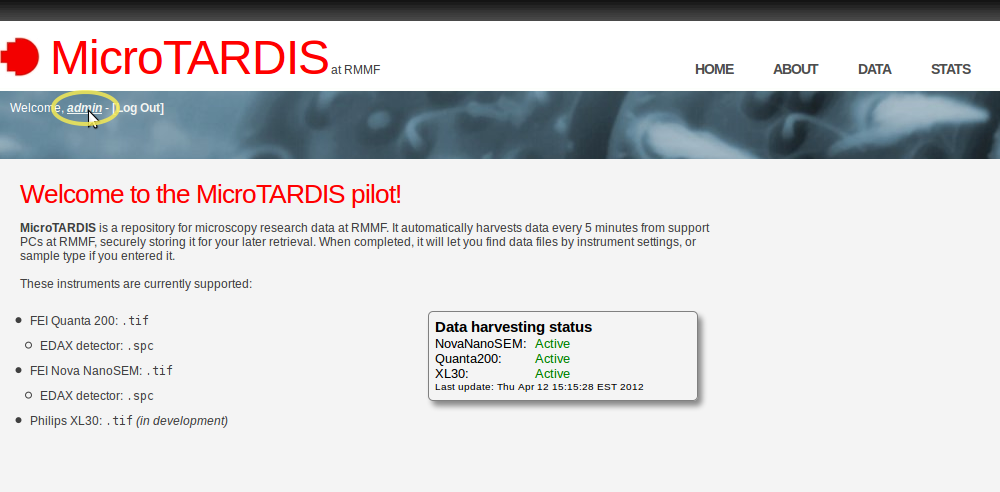 MicroTARDIS at RMMF
HOME ABOUT DATA STATS
Welcome, admin - [Log Out]
Welcome to the MicroTARDIS pilot!
MicroTARDIS is a repository for microscopy research data at RMMF. It automatically harvests data every 5 minutes from support
PCs at RMMF, securely storing it for your later retrieval. When completed, it will let you find data files by instrument settings, or
sample type if you entered it.
These instruments are currently supported:
FEI Quanta 200: .tif
EDAX detector: .spc
FEI Nova NanoSEM: .tif
EDAX detector: .spc
Philips XL30: .tif (in development)
Data harvesting status
NovaNanoSEM: Active
Quanta200: Active
XL30: Active
Last update: Thu Apr 12 15:15:28 EST 2012